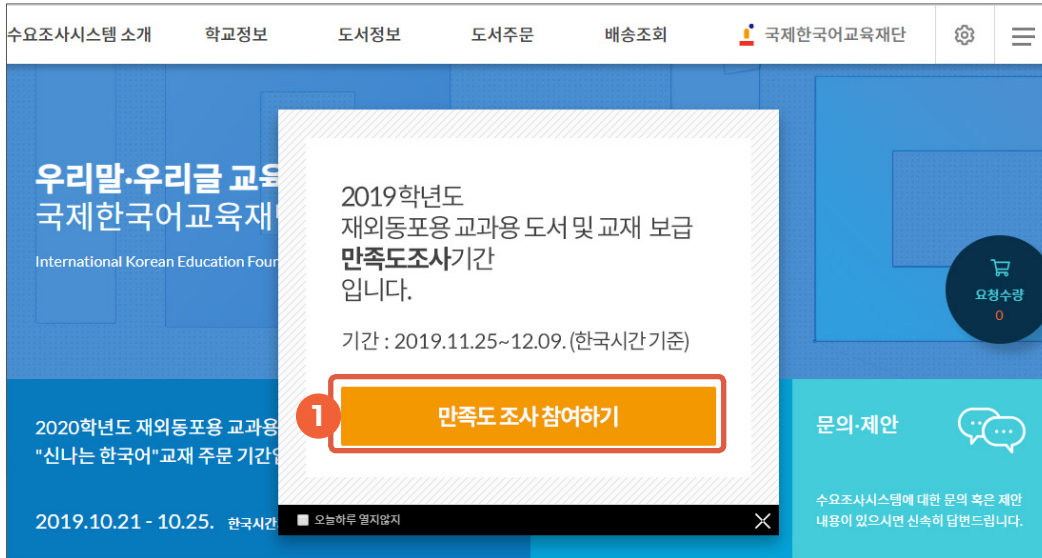 수요조사시스템 소개 학교정보 도서정보 도서주문 배송조회 국제한국어교육재단
우리말·우리글 교육
국제한국어교육재단
International Korean Education Four
2019학년도
재외동포용 교과용 도서 및 교재 보급
만족도조사기간
입니다.
기간 : 2019.11.25~12.09. (한국시간 기준)
1
만족도 조사 참여하기
오늘하루 열지않지
요청수량
0
2020학년도 재외동포용 교과용
"신나는 한국어"교재 주문 기간
2019.10.21 - 10.25. 한국시간
문의·제안
수요조사시스템에 대한 문의 혹은 제안
내용이 있으시면 신속히 답변드립니다.